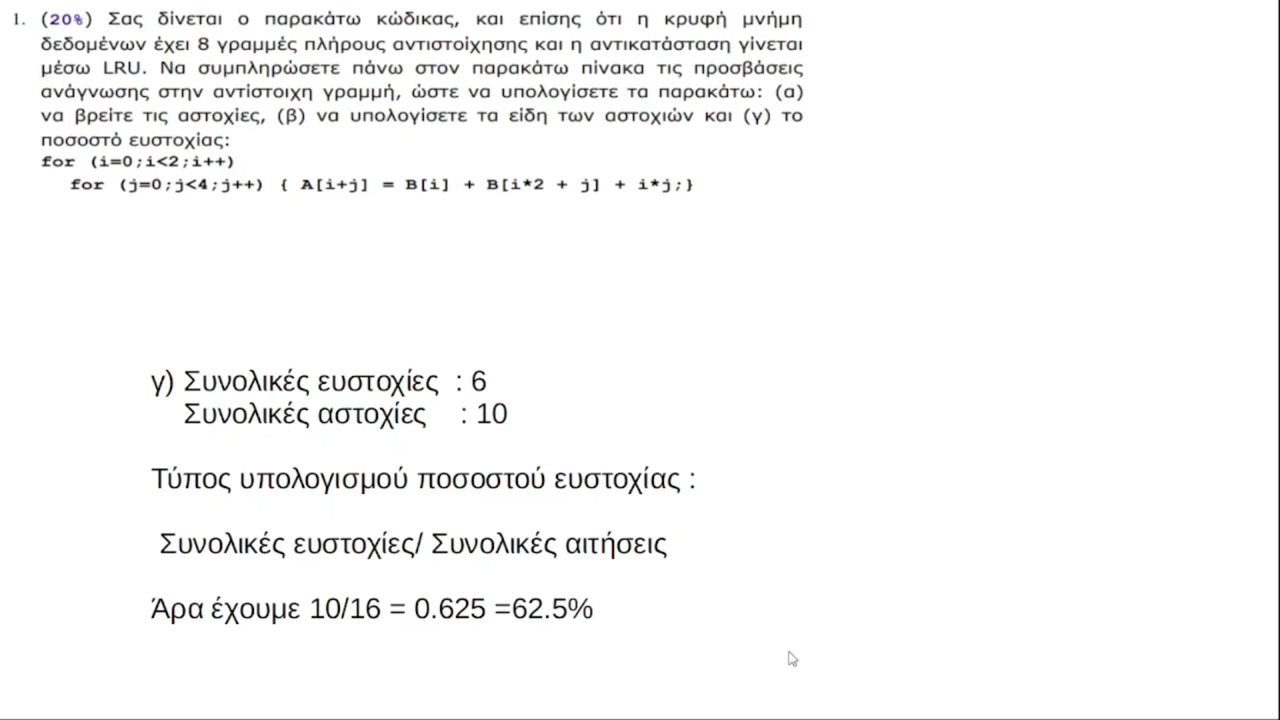 1. (20%) Σας δίνεται ο παρακάτω κώδικας, και επίσης ότι η κρυφή μνήμη
δεδομένων έχει 8 γραμμές πλήρους αντιστοίχησης και η αντικατάσταση γίνεται
μέσω LRU. Να συμπληρώσετε πάνω στον παρακάτω πίνακα τις προσβάσεις
ανάγνωσης στην αντίστοιχη γραμμή, ώστε να υπολογίσετε τα παρακάτω: (α)
να βρείτε τις αστοχίες, (β) να υπολογίσετε τα είδη των αστοχιών και (γ) το
ποσοστό ευστοχίας:
for (i=0;i<2;i++)
for (j=0;j<4;j++) { A[i+j] = B[i] + B[i*2 + j] + i*j;}
γ) Συνολικές ευστοχίες : 6
Συνολικές αστοχίες : 10
Τύπος υπολογισμού ποσοστού ευστοχίας :
Συνολικές ευστοχίες/ Συνολικές αιτήσεις
Άρα έχουμε 10/16 = 0.625 =62.5%